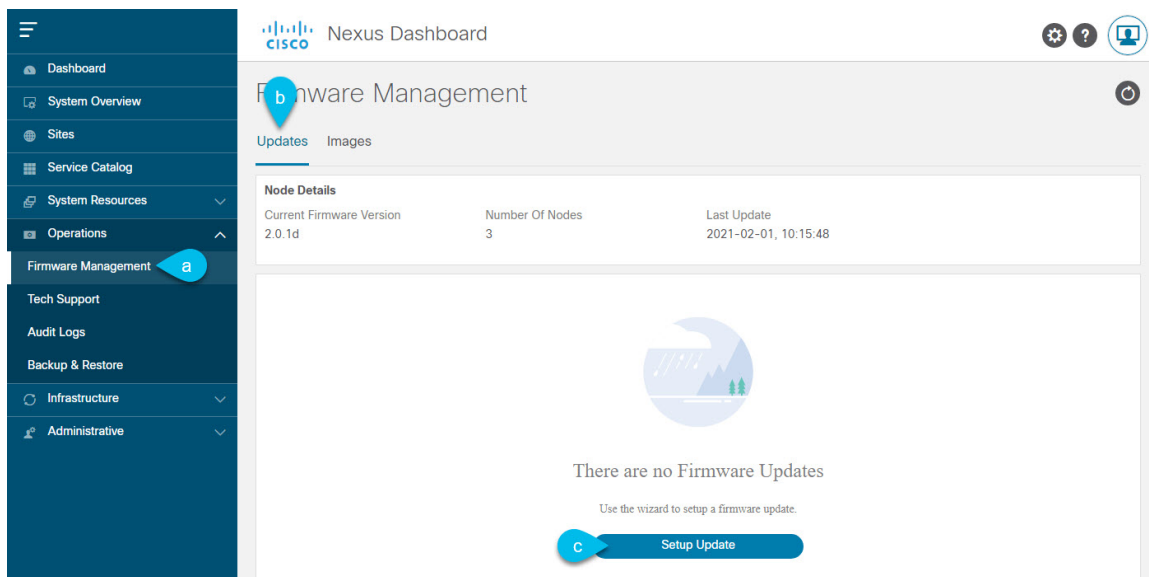 CISCO Nexus Dashboard
?
Dashboard
System Overview
Sites
Service Catalog
System Resources
Operations
Firmware Management a
Tech Support
Audit Logs
Backup & Restore
Infrastructure
Administrative
Firmware Management
b
Updates Images
Node Details
Current Firmware Version Number Of Nodes Last Update
2.0.1d 3 2021-02-01, 10:15:48
There are no Firmware Updates
Use the wizard to setup a firmware update.
c Setup Update